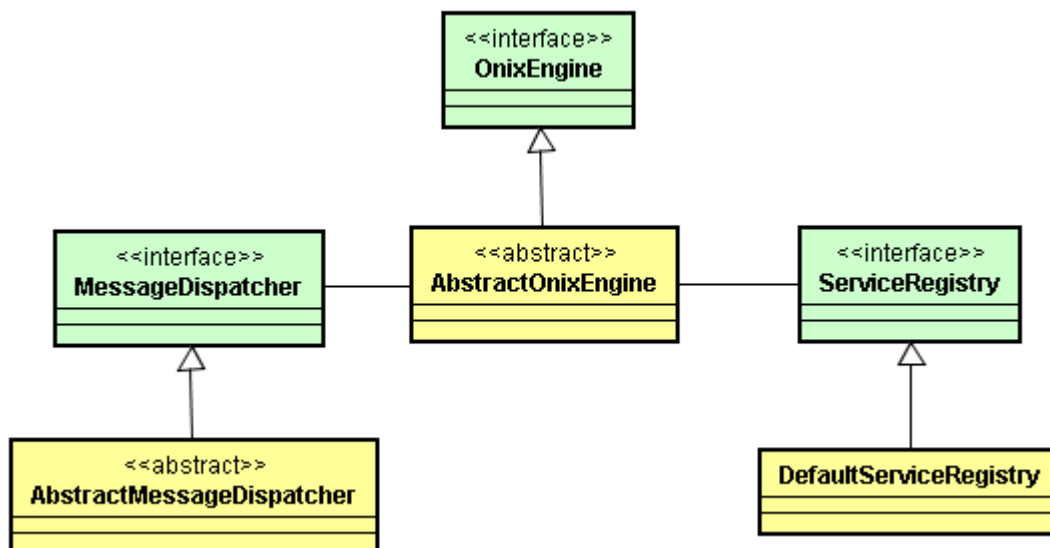 <<interface>>
OnixEngine
<<interface>>
MessageDispatcher
<<abstract>>
AbstractOnixEngine
<<interface>>
ServiceRegistry
<<abstract>>
AbstractMessageDispatcher
DefaultServiceRegistry